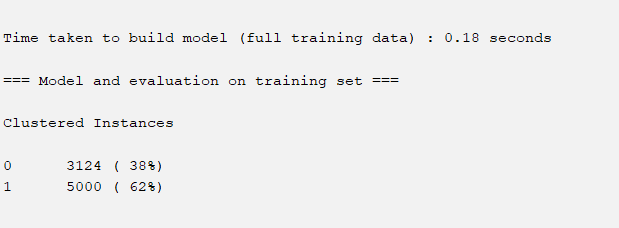 Time taken to build model (full training data) : 0.18 seconds
=== Model and evaluation on training set ===
Clustered Instances
0      3124 ( 38%)
1      5000 ( 62%)